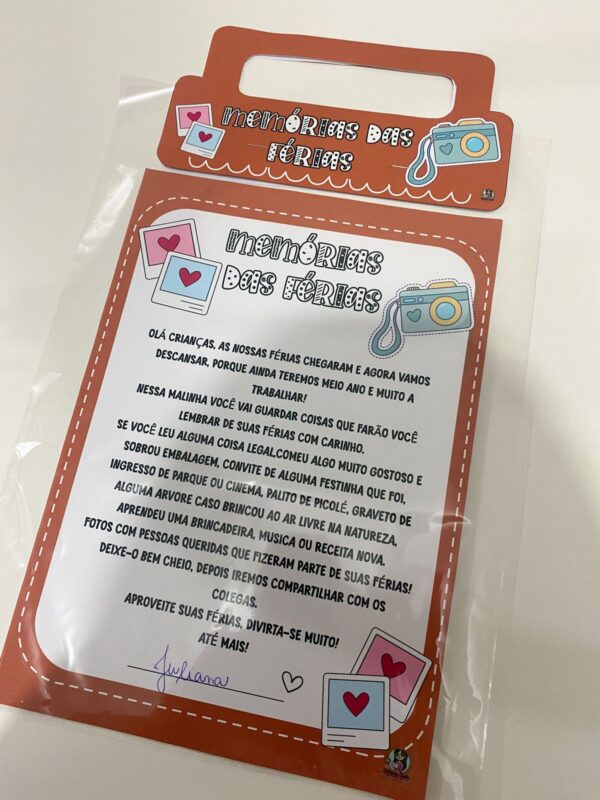 MEMÓRIAS DAS
FÉRIAS
MEMÓRIAS
DAS FÉRIAS
OLÁ CRIANÇAS, AS NOSSAS FÉRIAS CHEGARAM E AGORA VAMOS
DESCANSAR, PORQUE AINDA TEREMOS MEIO ANO E MUITO A
TRABALHAR!
NESSA MALINHA VOCÊ VAI GUARDAR COISAS QUE FARÃO VOCÊ
LEMBRAR DE SUAS FÉRIAS COM CARINHO.
SE VOCÊ LEU ALGUMA COISA LEGAL,COMEU ALGO MUITO GOSTOSO E
SOBROU EMBALAGEM, CONVITE DE ALGUMA FESTINHA QUE FOI,
INGRESSO DE PARQUE OU CINEMA, PALITO DE PICOLÉ, GRAVETO DE
ALGUMA ARVORE CASO BRINCOU AO AR LIVRE NA NATUREZA,
APRENDEU UMA BRINCADEIRA, MUSICA OU RECEITA NOVA.
FOTOS COM PESSOAS QUERIDAS QUE FIZERAM PARTE DE SUAS FÉRIAS!
DEIXE-O BEM CHEIO, DEPOIS IREMOS COMPARTILHAR COM OS
COLEGAS.
APROVEITE SUAS FÉRIAS, DIVIRTA-SE MUITO!
ATÉ MAIS!
Juliana